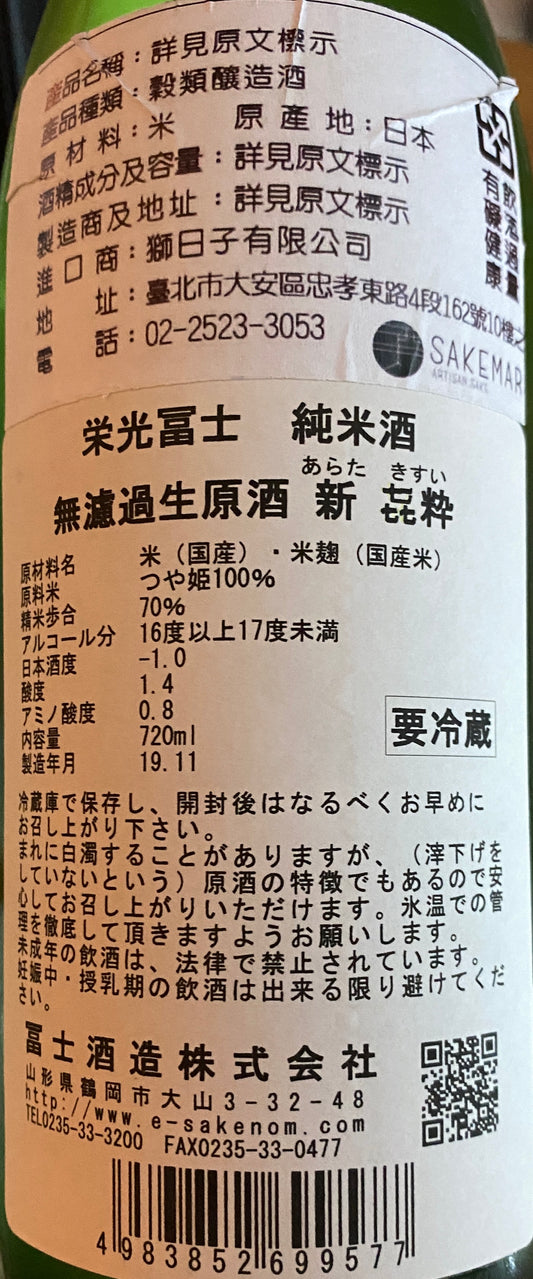 產品名稱：詳見原文標示
產品種類：穀類釀造酒
原材料：米　原產地：日本
酒精成分及容量：詳見原文標示
製造商及地址：詳見原文標示
進口商：獅日子有限公司
地址：臺北市大安區忠孝東路4段162號10樓之
電話：02-2523-3053
飲酒過量
有礙健康
SAKEMAR
ARTISAN SAKE
栄光冨士　純米酒
あらた　きすい
無濾過生原酒 新 㐂粋
原材料名　米（国産）・米麹（国産米）
原料米　つや姫100%
精米歩合　70%
アルコール分　16度以上17度未満
日本酒度　-1.0
酸度　1.4
アミノ酸度　0.8
内容量　720ml
製造年月　19.11
要冷蔵
冷蔵庫で保存し、開封後はなるべくお早めに
お召し上がり下さい。
まれに白濁することがありますが、（滓下げを
していないという）原酒の特徴でもあるので安
心してお召し上がりいただけます。氷温での管
理を徹底して頂きますようお願いします。
未成年の飲酒は、法律で禁止されています。
妊娠中・授乳期の飲酒は出来る限り避けてくだ
さい。
冨士酒造株式会社
山形県鶴岡市大山3-32-48
http://www.e-sakenom.com
TEL0235-33-3200　FAX0235-33-0477
4983852699577